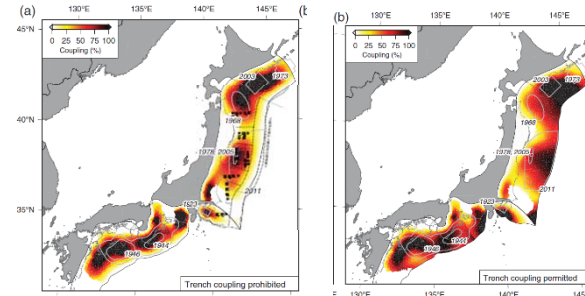 (a)
135°E
140°E
145°E
0 25 50 75 100
Coupling (%)
45°N
40°N
35°N
2003
1973
1968
1978, 2005
2011
1923
1944
1946
Trench coupling prohibited
(b
(b)
130°E
135°E
140°E
0 25 50 75 100
Coupling (%)
2003
1973
1968
1978 2005
2011
1923
1944
1946
Trench coupling permitted
130°E
135°E
140°E